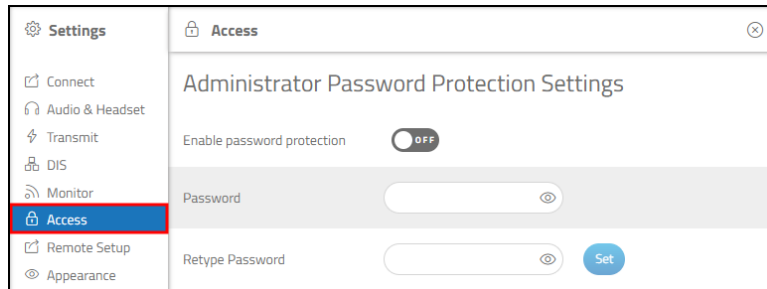 Settings
Access
Connect
Audio & Headset
Transmit
DIS
Monitor
Access
Remote Setup
Appearance
Administrator Password Protection Settings
Enable password protection
OFF
Password
Retype Password
Set